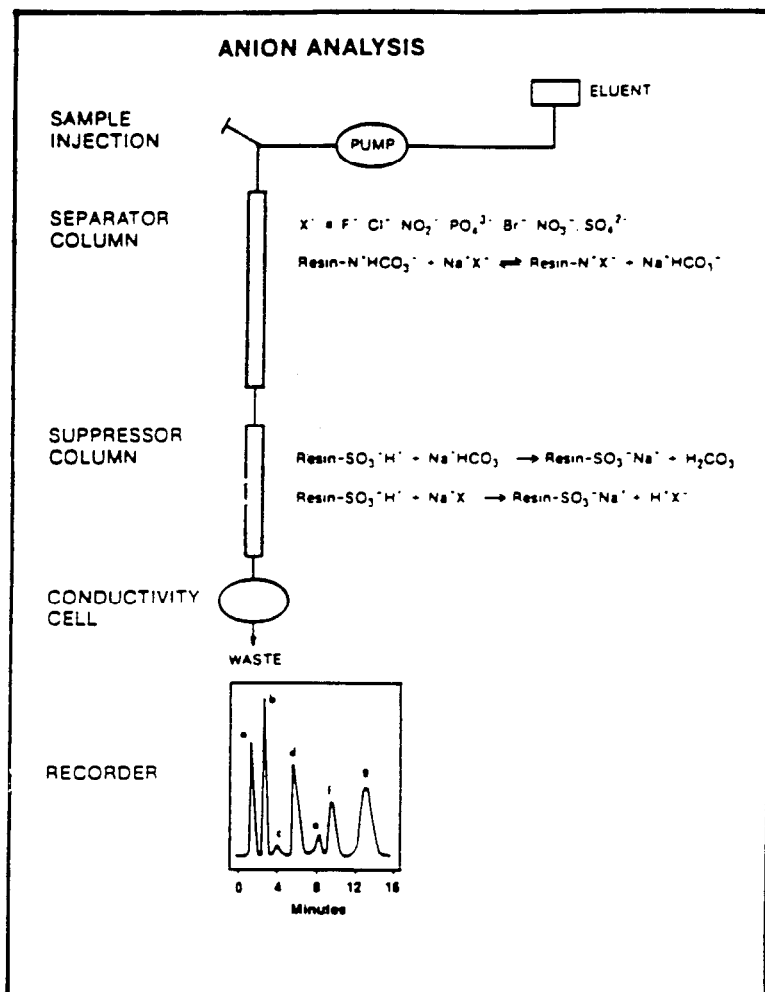 ANION ANALYSIS
ELUENT
SAMPLE
INJECTION
PUMP
SEPARATOR
COLUMN
X⁻ = F⁻ Cl⁻ NO₂⁻ PO₄³⁻ Br⁻ NO₃⁻. SO₄²⁻
Resin-N⁺HCO₃⁻ + Na⁺X⁻ ⇌ Resin-N⁺X⁻ + Na⁺HCO₃⁻
SUPPRESSOR
COLUMN
Resin-SO₃⁻H⁺ + Na⁺HCO₃ → Resin-SO₃⁻Na⁺ + H₂CO₃
Resin-SO₃⁻H⁺ + Na⁺X → Resin-SO₃⁻Na⁺ + H⁺X⁻
CONDUCTIVITY
CELL
WASTE
RECORDER
a b c d e f g
0 4 8 12 16
Minutes